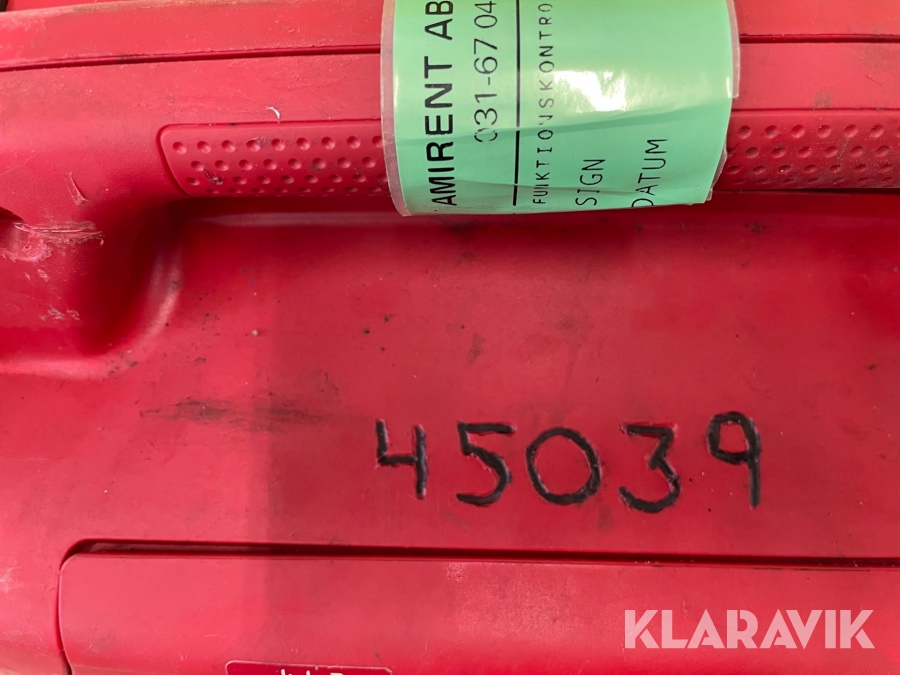 AMIRENT AB
031-67 04
FUNKTIONSKONTRO
SIGN
DATUM
45039
KLARAVIK